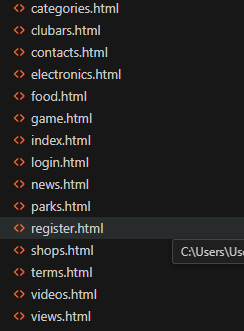 categories.html
clubars.html
contacts.html
electronics.html
food.html
game.html
index.html
login.html
news.html
parks.html
register.html
C:\Users\Use
shops.html
terms.html
videos.html
views.html